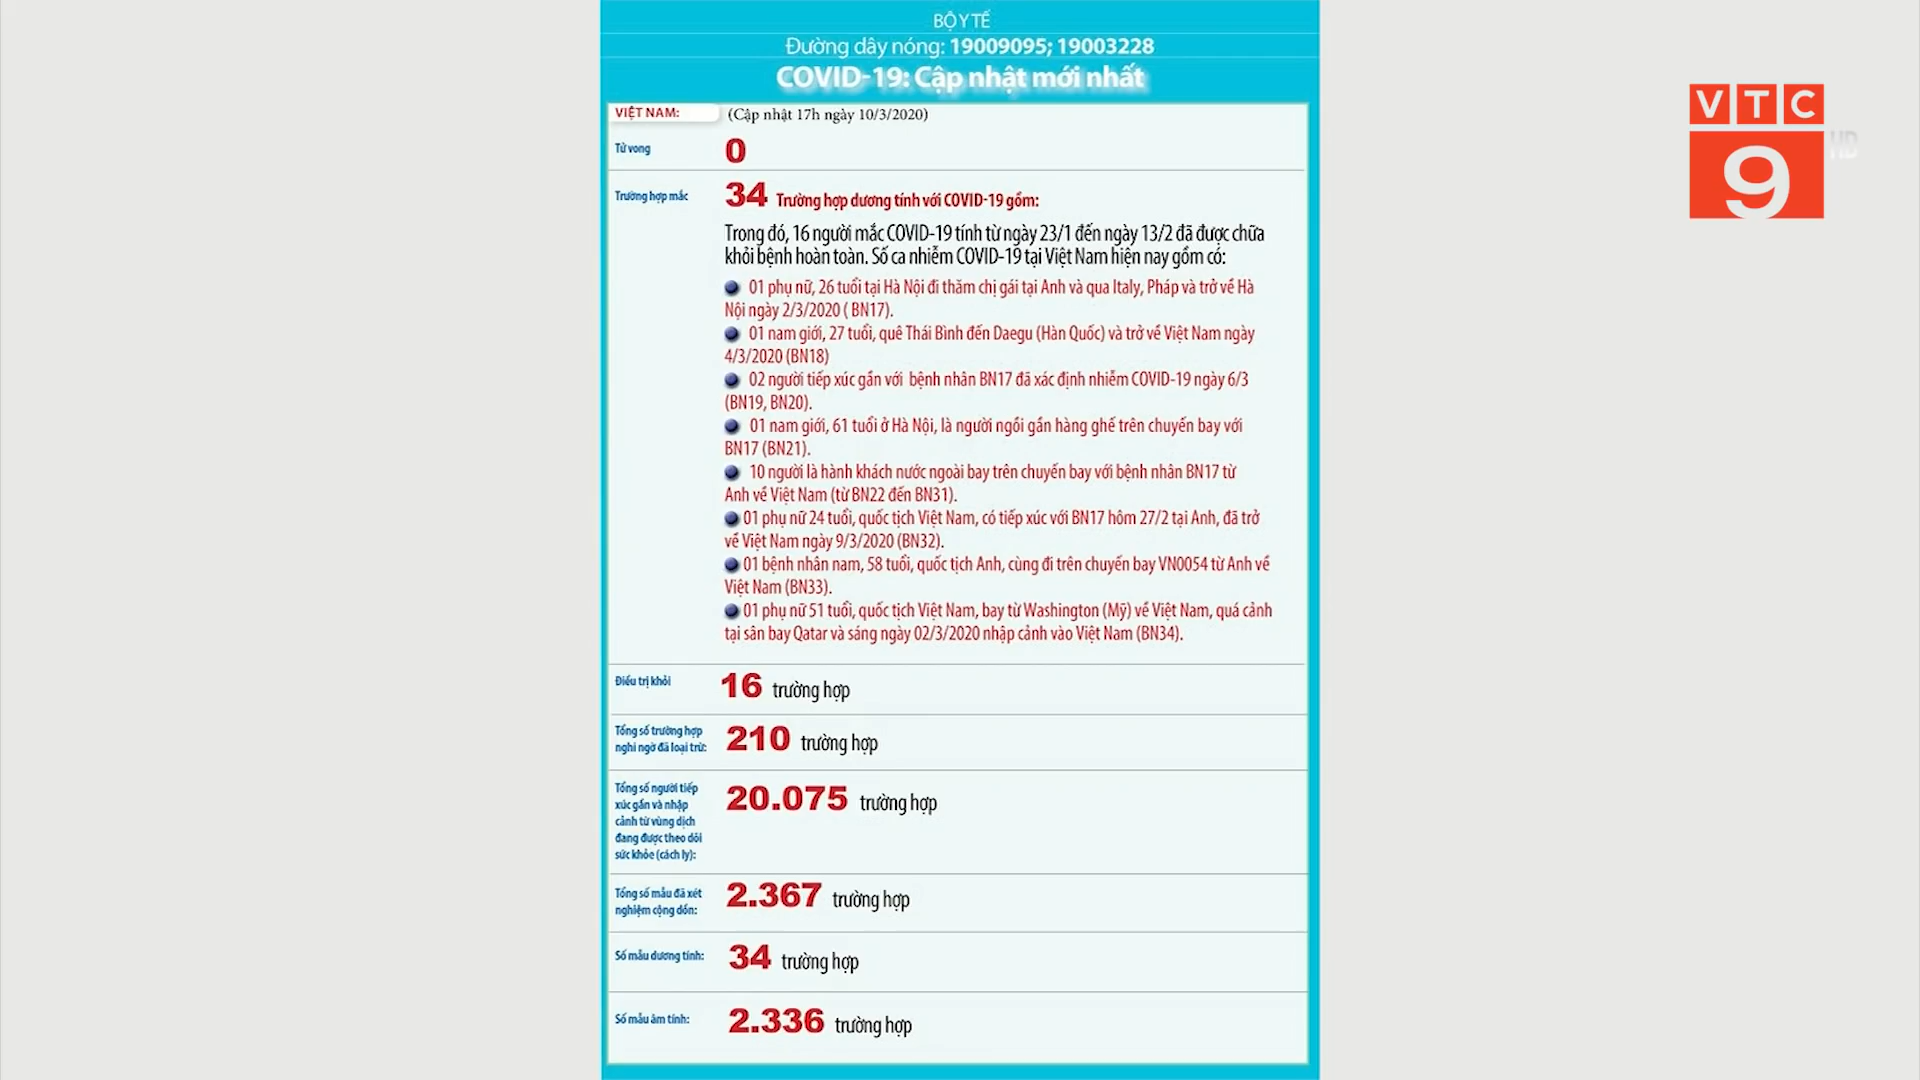 BỘ Y TẾ
Đường dây nóng: 19009095; 19003228
COVID-19: Cập nhật mới nhất
VIỆT NAM:
(Cập nhật 17h ngày 10/3/2020)
Tử vong
0
Trường hợp mắc
34 Trường hợp dương tính với COVID-19 gồm:
Trong đó, 16 người mắc COVID-19 tính từ ngày 23/1 đến ngày 13/2 đã được chữa
khỏi bệnh hoàn toàn. Số ca nhiễm COVID-19 tại Việt Nam hiện nay gồm có:
01 phụ nữ, 26 tuổi tại Hà Nội đi thăm chị gái tại Anh và qua Italy, Pháp và trở về Hà
Nội ngày 2/3/2020 ( BN17).
01 nam giới, 27 tuổi, quê Thái Bình đến Daegu (Hàn Quốc) và trở về Việt Nam ngày
4/3/2020 (BN18)
02 người tiếp xúc gần với bệnh nhân BN17 đã xác định nhiễm COVID-19 ngày 6/3
(BN19, BN20).
01 nam giới, 61 tuổi ở Hà Nội, là người ngồi gần hàng ghế trên chuyến bay với
BN17 (BN21).
10 người là hành khách nước ngoài bay trên chuyến bay với bệnh nhân BN17 từ
Anh về Việt Nam (từ BN22 đến BN31).
01 phụ nữ 24 tuổi, quốc tịch Việt Nam, có tiếp xúc với BN17 hôm 27/2 tại Anh, đã trở
về Việt Nam ngày 9/3/2020 (BN32).
01 bệnh nhân nam, 58 tuổi, quốc tịch Anh, cùng đi trên chuyến bay VN0054 từ Anh về
Việt Nam (BN33).
01 phụ nữ 51 tuổi, quốc tịch Việt Nam, bay từ Washington (Mỹ) về Việt Nam, quá cảnh
tại sân bay Qatar và sáng ngày 02/3/2020 nhập cảnh vào Việt Nam (BN34).
Điều trị khỏi
16 trường hợp
Tổng số trường hợp
nghi ngờ đã loại trừ:
210 trường hợp
Tổng số người tiếp
xúc gần và nhập
cảnh từ vùng dịch
đang được theo dõi
sức khỏe (cách ly):
20.075 trường hợp
Tổng số mẫu đã xét
nghiệm cộng dồn:
2.367 trường hợp
Số mẫu dương tính:
34 trường hợp
Số mẫu âm tính:
2.336 trường hợp
VTC
9
HD